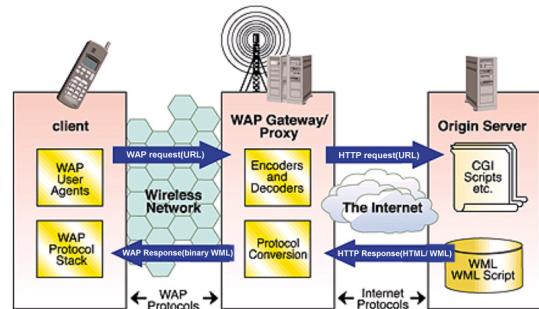 client
WAP Gateway/
Proxy
Origin Server
WAP request(URL)
HTTP request(URL)
WAP
User
Agents
Wireless
Network
Encoders
and
Decoders
The Internet
CGI
Scripts
etc.
WAP
Protocol
Stack
WAP Response(binary WML)
Protocol
Conversion
HTTP Response(HTML/ WML)
WML
WML Script
WAP
Protocols
Internet
Protocols